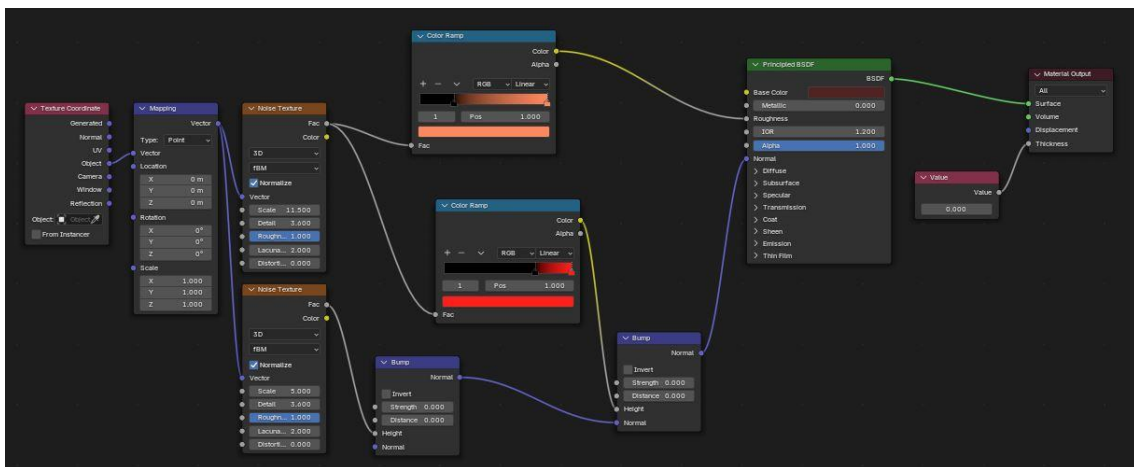 Texture Coordinate
Generated
Normal
UV
Object
Camera
Window
Reflection
Object: Object
From Instancer
Mapping
Vector
Type: Point
Vector
Location
X 0 m
Y 0 m
Z 0 m
Rotation
X 0°
Y 0°
Z 0°
Scale
X 1.000
Y 1.000
Z 1.000
Noise Texture
Fac
Color
3D
fBM
Normalize
Vector
Scale 11.500
Detail 3.600
Roughn... 1.000
Lacuna... 2.000
Distorti... 0.000
Noise Texture
Fac
Color
3D
fBM
Normalize
Vector
Scale 5.000
Detail 3.600
Roughn... 1.000
Lacuna... 2.000
Distorti... 0.000
Color Ramp
Color
Alpha
RGB Linear
1 Pos 1.000
Fac
Color Ramp
Color
Alpha
RGB Linear
1 Pos 1.000
Fac
Bump
Normal
Invert
Strength 0.000
Distance 0.000
Height
Normal
Bump
Normal
Invert
Strength 0.000
Distance 0.000
Height
Normal
Principled BSDF
BSDF
Base Color
Metallic 0.000
Roughness
IOR 1.200
Alpha 1.000
Normal
Diffuse
Subsurface
Specular
Transmission
Coat
Sheen
Emission
Thin Film
Value
Value
0.000
Material Output
All
Surface
Volume
Displacement
Thickness